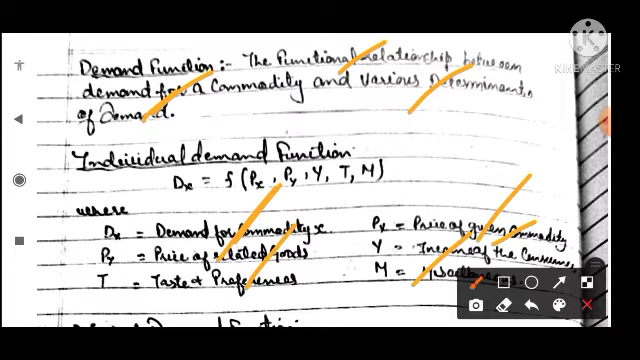 Demand Function :- The Functional relationship between
demand for a Commodity and various Determinants
of Demand.
Individual demand Function
Dx = f (Px, Py, Y, T, M)
where
Dx = Demand for Commodity x
Px = Price of given Commodity
Py = Price of related Goods
Y = Income of the Consumer
T = Taste & Preferences
M = Miscellaneous
KINEMASTER